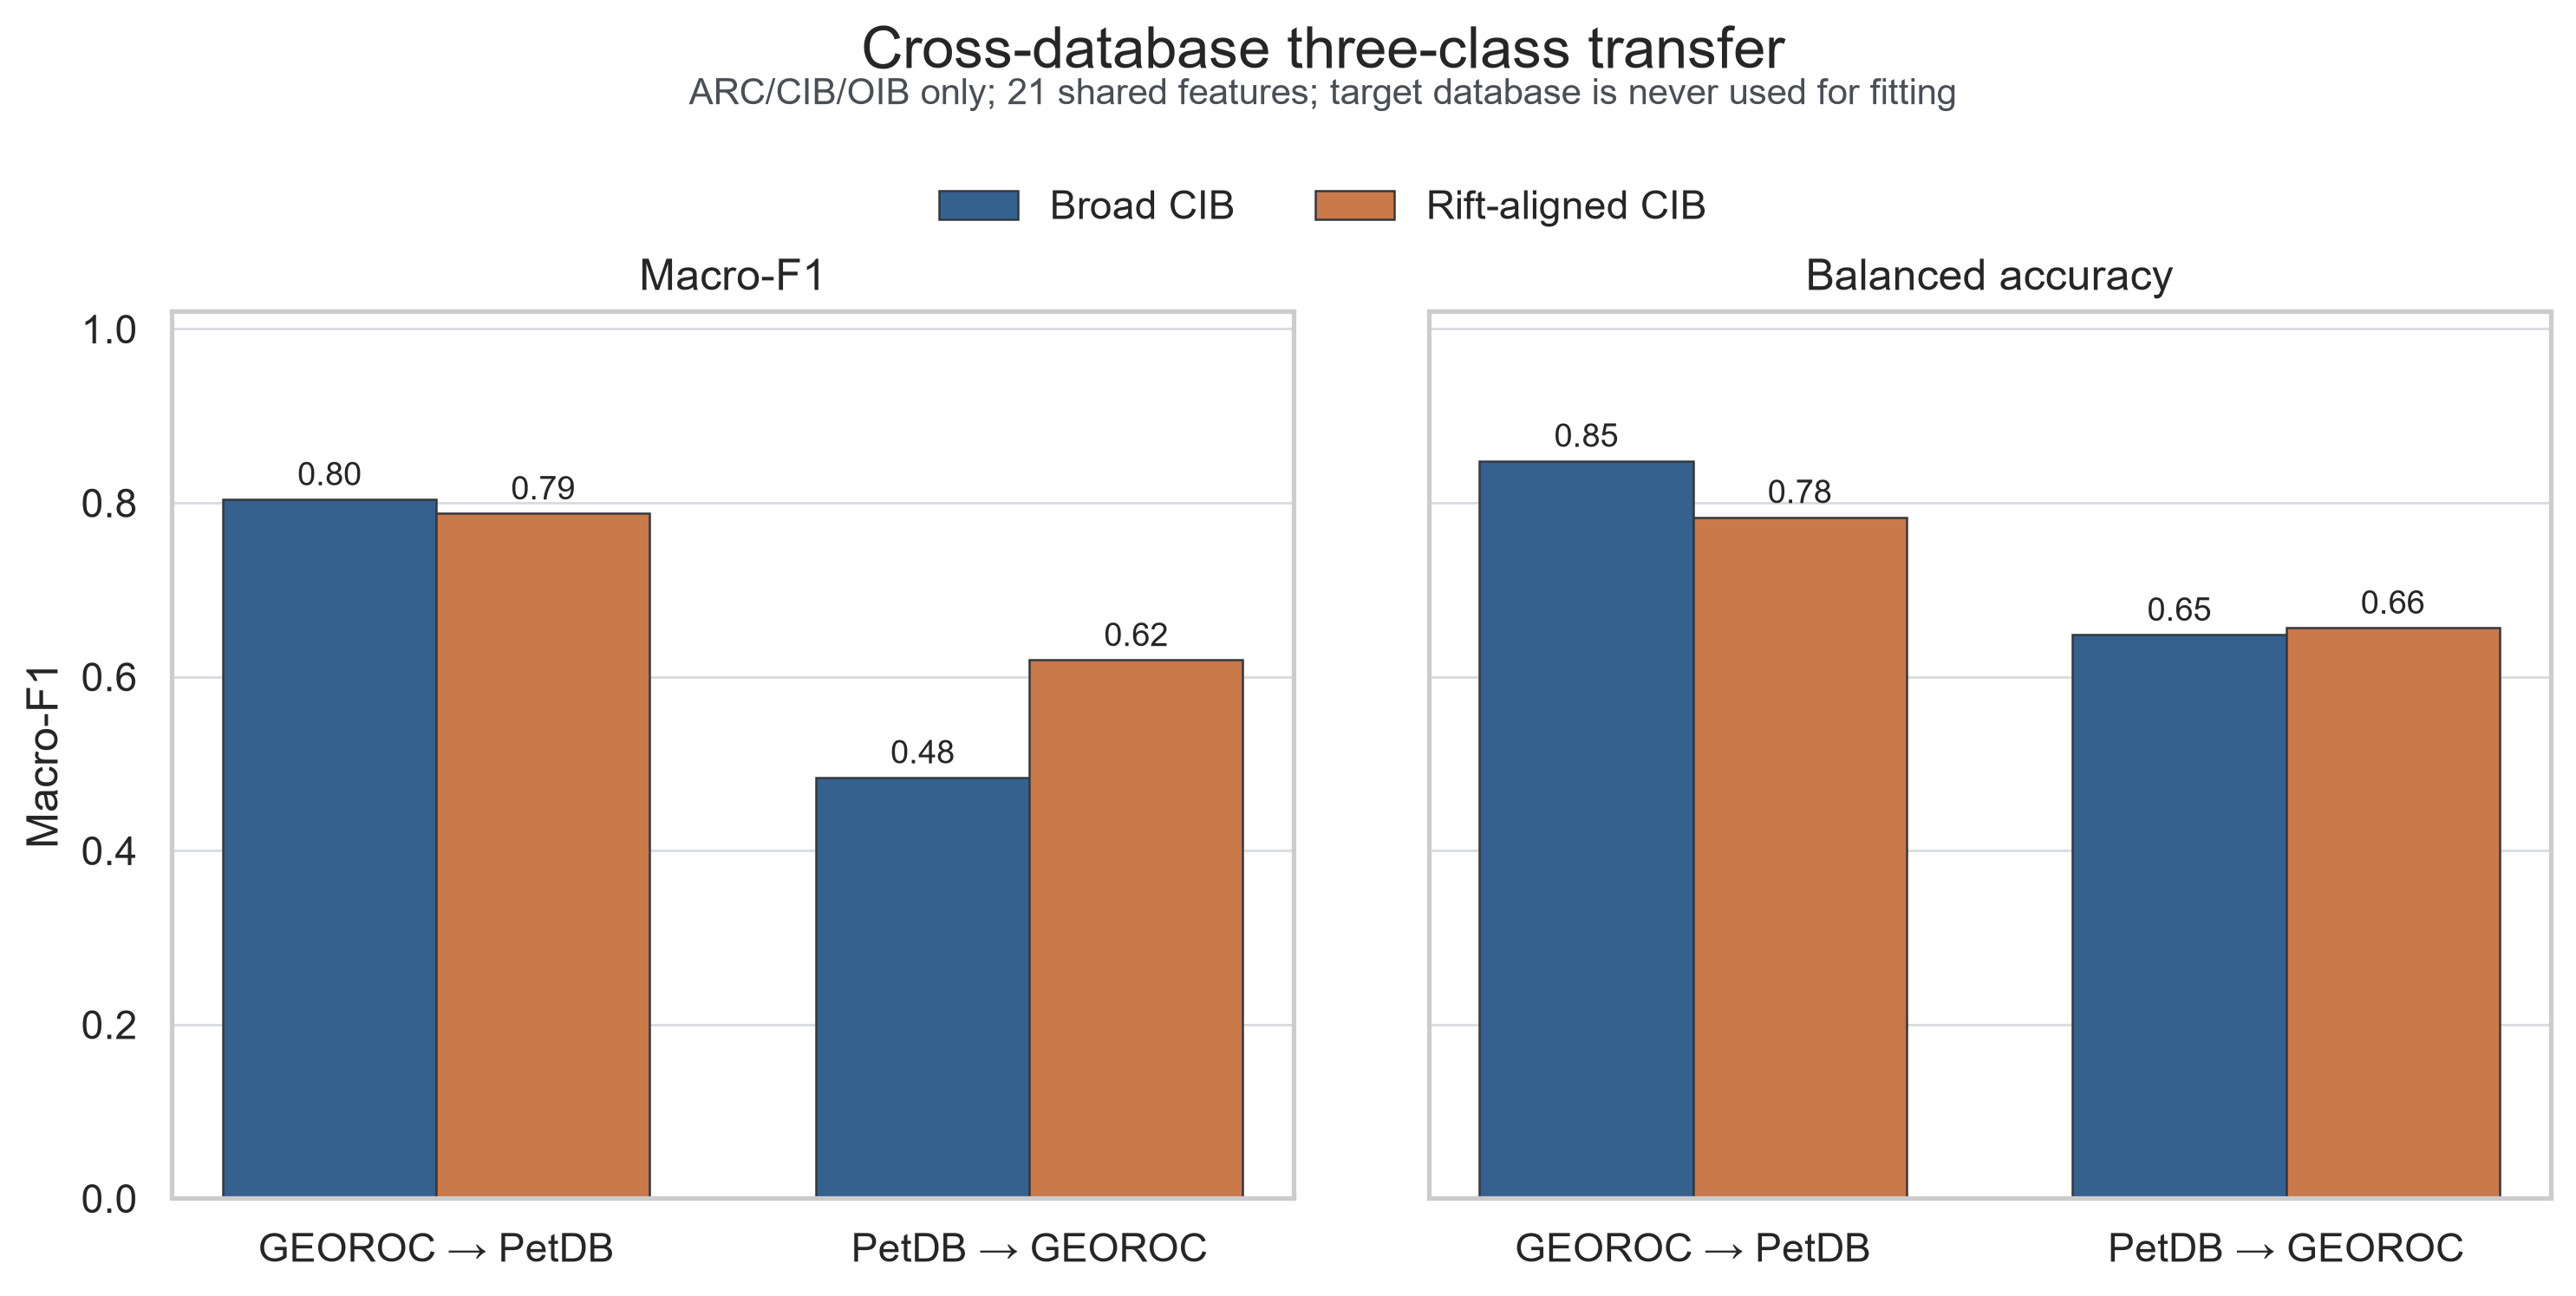 Cross-database three-class transfer
ARC/CIB/OIB only; 21 shared features; target database is never used for fitting
Broad CIB
Rift-aligned CIB
Macro-F1
Macro-F1
1.0
0.8
0.6
0.4
0.2
0.0
0.80
0.79
0.48
0.62
GEOROC → PetDB
PetDB → GEOROC
Balanced accuracy
0.85
0.78
0.65
0.66
GEOROC → PetDB
PetDB → GEOROC